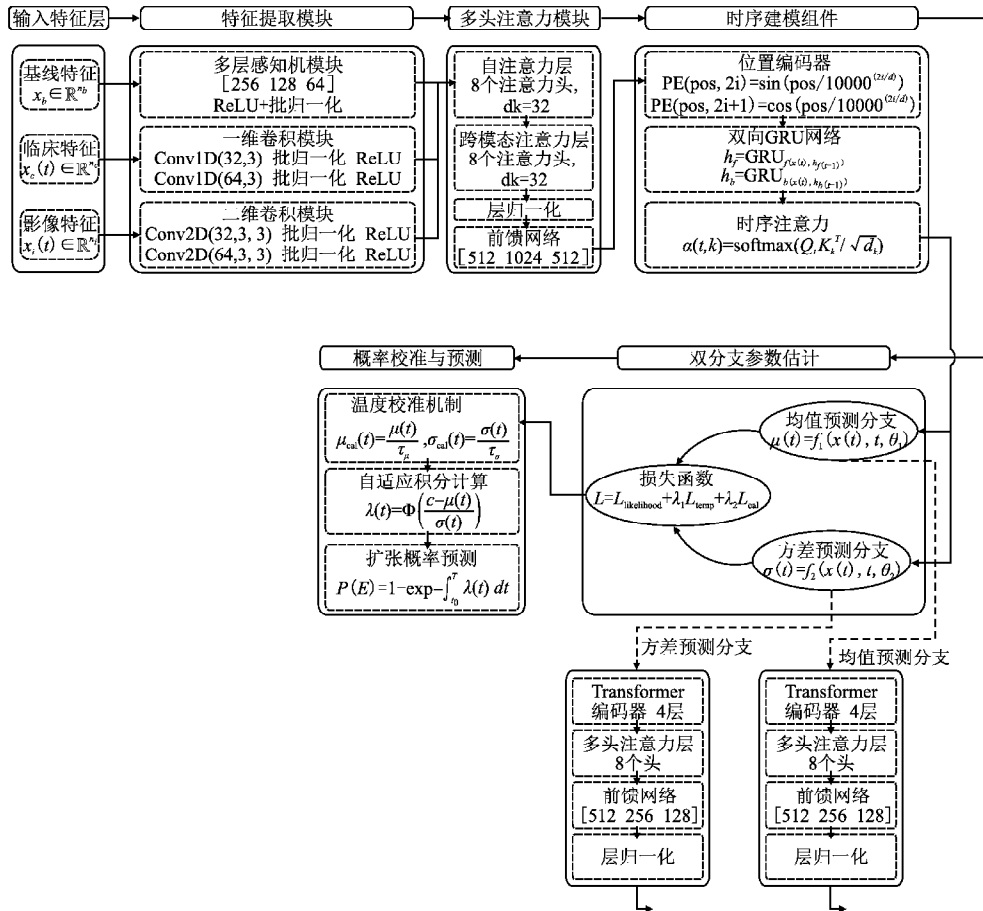 输入特征层
特征提取模块
多头注意力模块
时序建模组件
基线特征
x_b∈ℝ^{n_b}
临床特征
x_c(t)∈ℝ^{n_c}
影像特征
x_i(t)∈ℝ^{n_i}
多层感知机模块
[256 128 64]
ReLU+批归一化
一维卷积模块
Conv1D(32,3) 批归一化 ReLU
Conv1D(64,3) 批归一化 ReLU
二维卷积模块
Conv2D(32,3,3) 批归一化 ReLU
Conv2D(64,3,3) 批归一化 ReLU
自注意力层
8个注意力头,
dk=32
跨模态注意力层
8个注意力头,
dk=32
层归一化
前馈网络
[512 1024 512]
位置编码器
PE(pos, 2i)=sin(pos/10000^{(2i/d)})
PE(pos, 2i+1)=cos(pos/10000^{(2i/d)})
双向GRU网络
h_f=GRU_{f(x(t), h_f(t-1))}
h_b=GRU_{b(x(t), h_b(t-1))}
时序注意力
α(t,k)=softmax(Q_t K_k^T/√d_k)
概率校准与预测
双分支参数估计
温度校准机制
μ_cal(t)=μ(t)/τ_μ ,σ_cal(t)=σ(t)/τ_σ
自适应积分计算
λ(t)=Φ((c-μ(t))/σ(t))
扩张概率预测
P(E)=1-exp-∫_{t_0}^{T} λ(t) dt
均值预测分支
μ(t)=f_1(x(t), t, θ_1)
损失函数
L=L_likelihood+λ_1L_temp+λ_2L_cal
方差预测分支
σ(t)=f_2(x(t), t, θ_2)
方差预测分支
均值预测分支
Transformer
编码器 4层
多头注意力层
8个头
前馈网络
[512 256 128]
层归一化
Transformer
编码器 4层
多头注意力层
8个头
前馈网络
[512 256 128]
层归一化